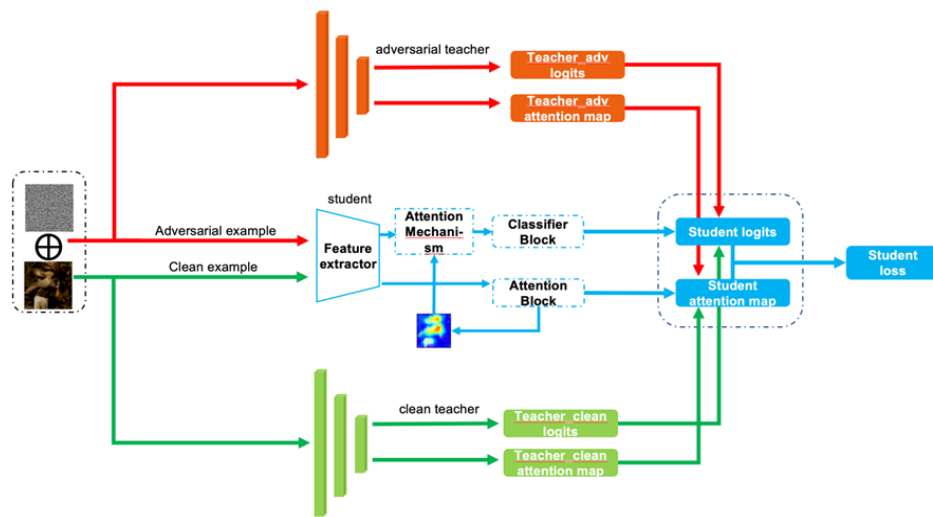 adversarial teacher
Teacher_adv
logits
Teacher_adv
attention map
student
Adversarial example
Clean example
Feature
extractor
Attention
Mechani-
sm
Classifier
Block
Attention
Block
Student logits
Student
attention map
Student
loss
clean teacher
Teacher_clean
logits
Teacher_clean
attention map